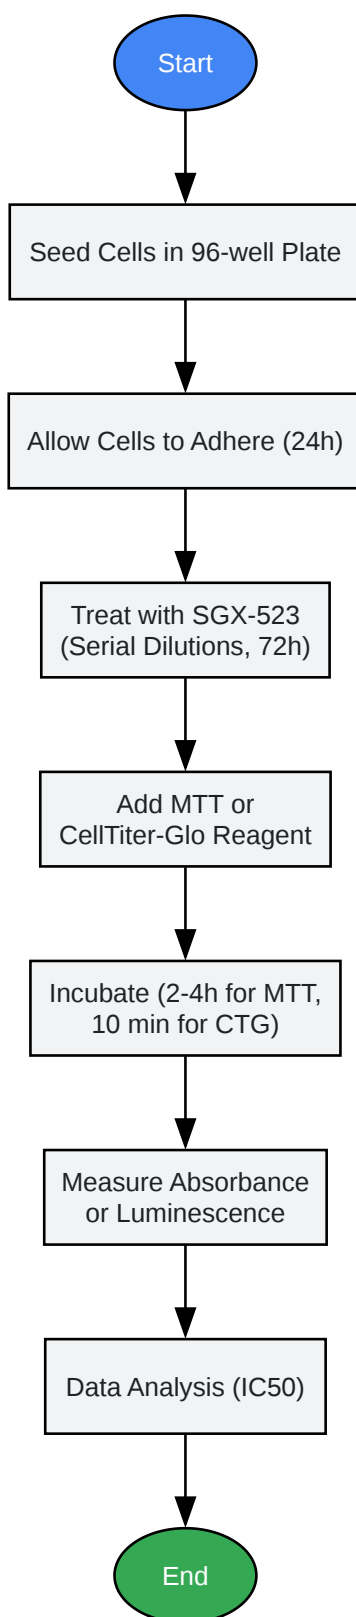 Start
Seed Cells in 96-well Plate
Allow Cells to Adhere (24h)
Treat with SGX-523
(Serial Dilutions, 72h)
Add MTT or
CellTiter-Glo Reagent
Incubate (2-4h for MTT,
10 min for CTG)
Measure Absorbance
or Luminescence
Data Analysis (IC50)
End